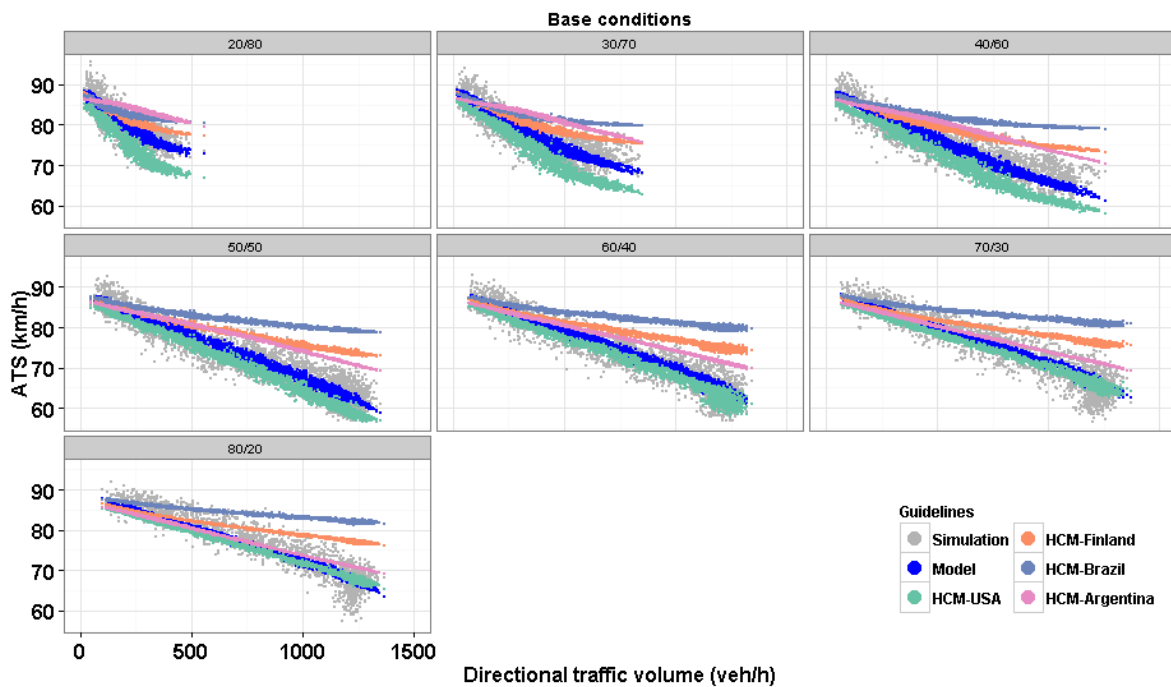 Base conditions
20/80
30/70
40/60
90
80
70
60
50/50
60/40
70/30
90
80
70
60
ATS (km/h)
80/20
90
80
70
60
0
500
1000
1500
Directional traffic volume (veh/h)
Guidelines
Simulation
HCM-Finland
Model
HCM-Brazil
HCM-USA
HCM-Argentina